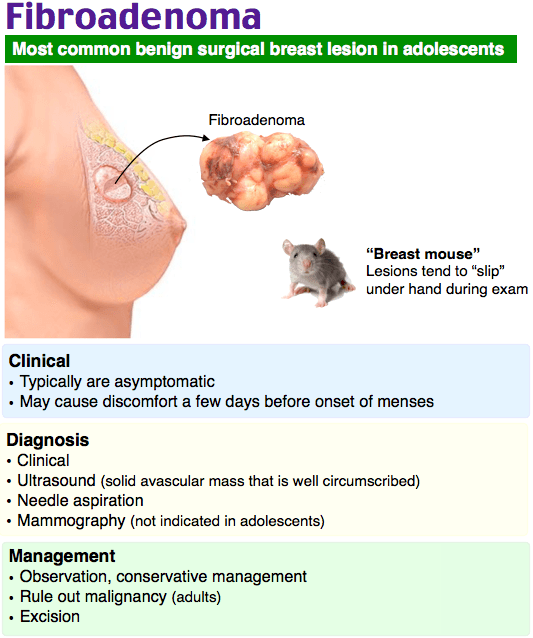 Fibroadenoma
Most common benign surgical breast lesion in adolescents
Fibroadenoma
“Breast mouse”
Lesions tend to “slip”
under hand during exam
Clinical
• Typically are asymptomatic
• May cause discomfort a few days before onset of menses
Diagnosis
• Clinical
• Ultrasound (solid avascular mass that is well circumscribed)
• Needle aspiration
• Mammography (not indicated in adolescents)
Management
• Observation, conservative management
• Rule out malignancy (adults)
• Excision